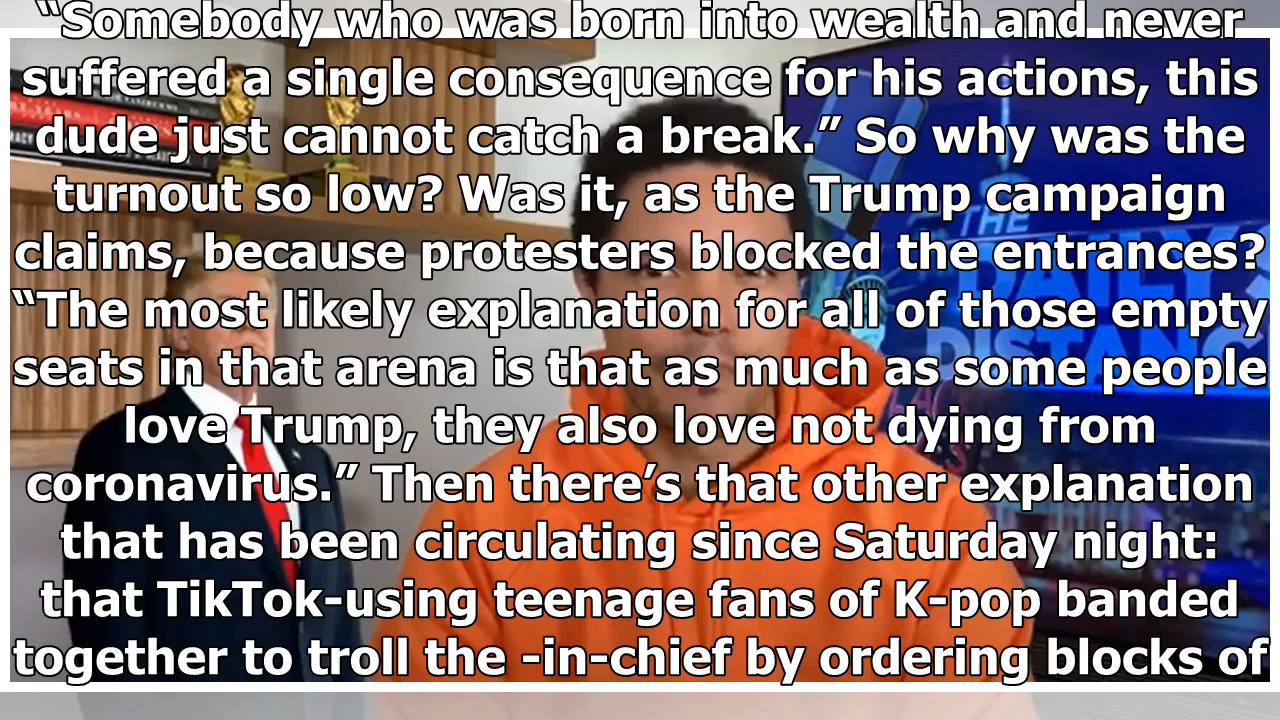 “Somebody who was born into wealth and never
suffered a single consequence for his actions, this
dude just cannot catch a break.” So why was the
turnout so low? Was it, as the Trump campaign
claims, because protesters blocked the entrances?
“The most likely explanation for all of those empty
seats in that arena is that as much as some people
love Trump, they also love not dying from
coronavirus.” Then there’s that other explanation
that has been circulating since Saturday night:
that TikTok-using teenage fans of K-pop banded
together to troll the -in-chief by ordering blocks of
THE
DAILY
DISTANC